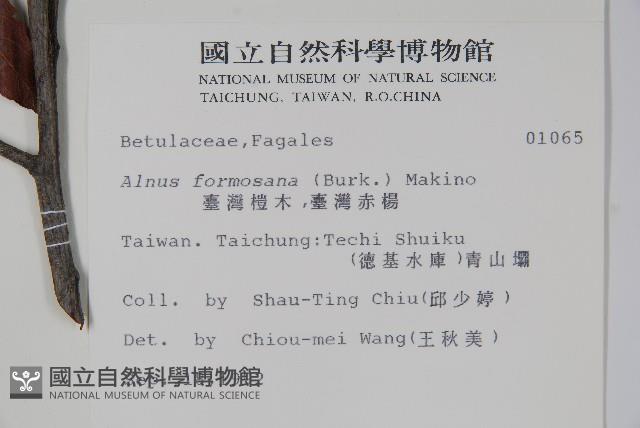 國立自然科學博物館
NATIONAL MUSEUM OF NATURAL SCIENCE
TAICHUNG, TAIWAN, R.O.CHINA
Betulaceae,Fagales 01065
Alnus formosana (Burk.) Makino
臺灣榿木,臺灣赤楊
Taiwan. Taichung:Techi Shuiku
(德基水庫)青山壩
Coll. by Shau-Ting Chiu(邱少婷)
Det. by Chiou-mei Wang(王秋美)
國立自然科學博物館
NATIONAL MUSEUM OF NATURAL SCIENCE